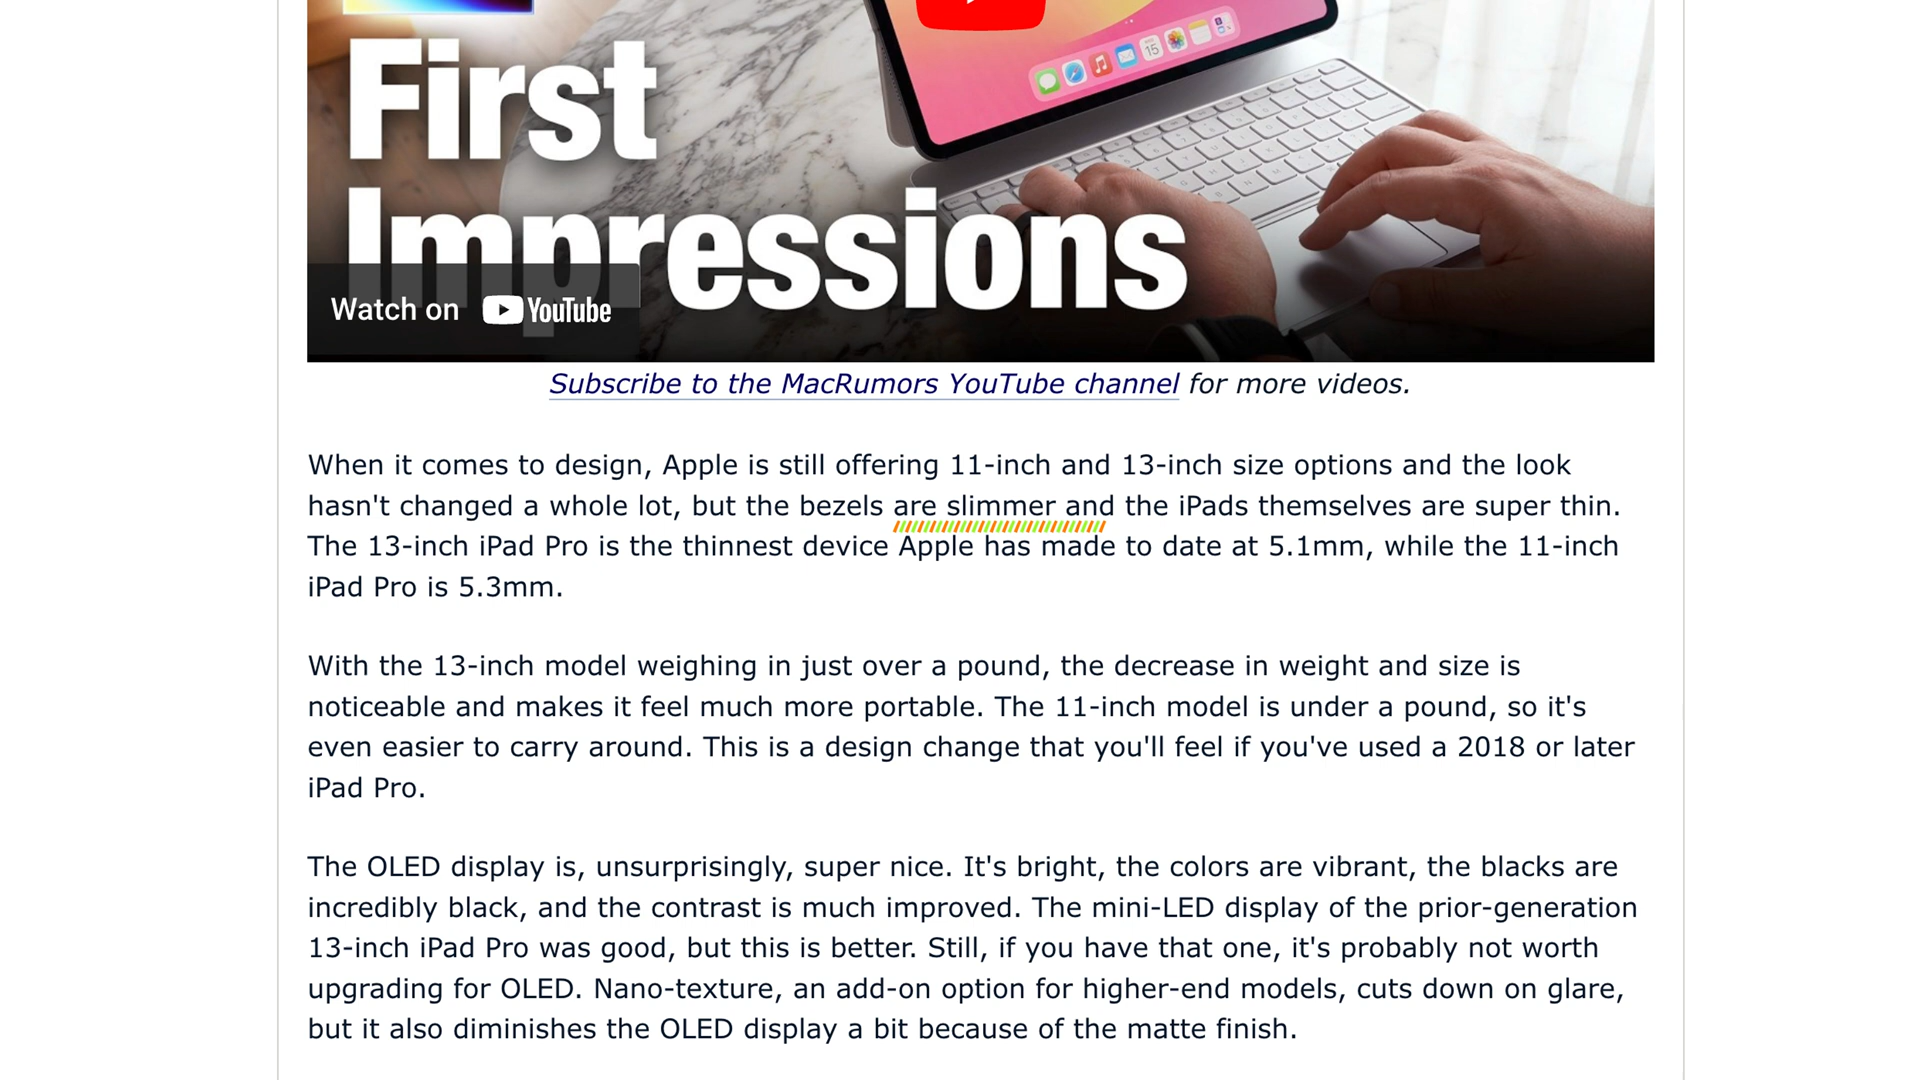 First
Impressions
Watch on YouTube
Subscribe to the MacRumors YouTube channel for more videos.
When it comes to design, Apple is still offering 11-inch and 13-inch size options and the look
hasn't changed a whole lot, but the bezels are slimmer and the iPads themselves are super thin.
The 13-inch iPad Pro is the thinnest device Apple has made to date at 5.1mm, while the 11-inch
iPad Pro is 5.3mm.
With the 13-inch model weighing in just over a pound, the decrease in weight and size is
noticeable and makes it feel much more portable. The 11-inch model is under a pound, so it's
even easier to carry around. This is a design change that you'll feel if you've used a 2018 or later
iPad Pro.
The OLED display is, unsurprisingly, super nice. It's bright, the colors are vibrant, the blacks are
incredibly black, and the contrast is much improved. The mini-LED display of the prior-generation
13-inch iPad Pro was good, but this is better. Still, if you have that one, it's probably not worth
upgrading for OLED. Nano-texture, an add-on option for higher-end models, cuts down on glare,
but it also diminishes the OLED display a bit because of the matte finish.